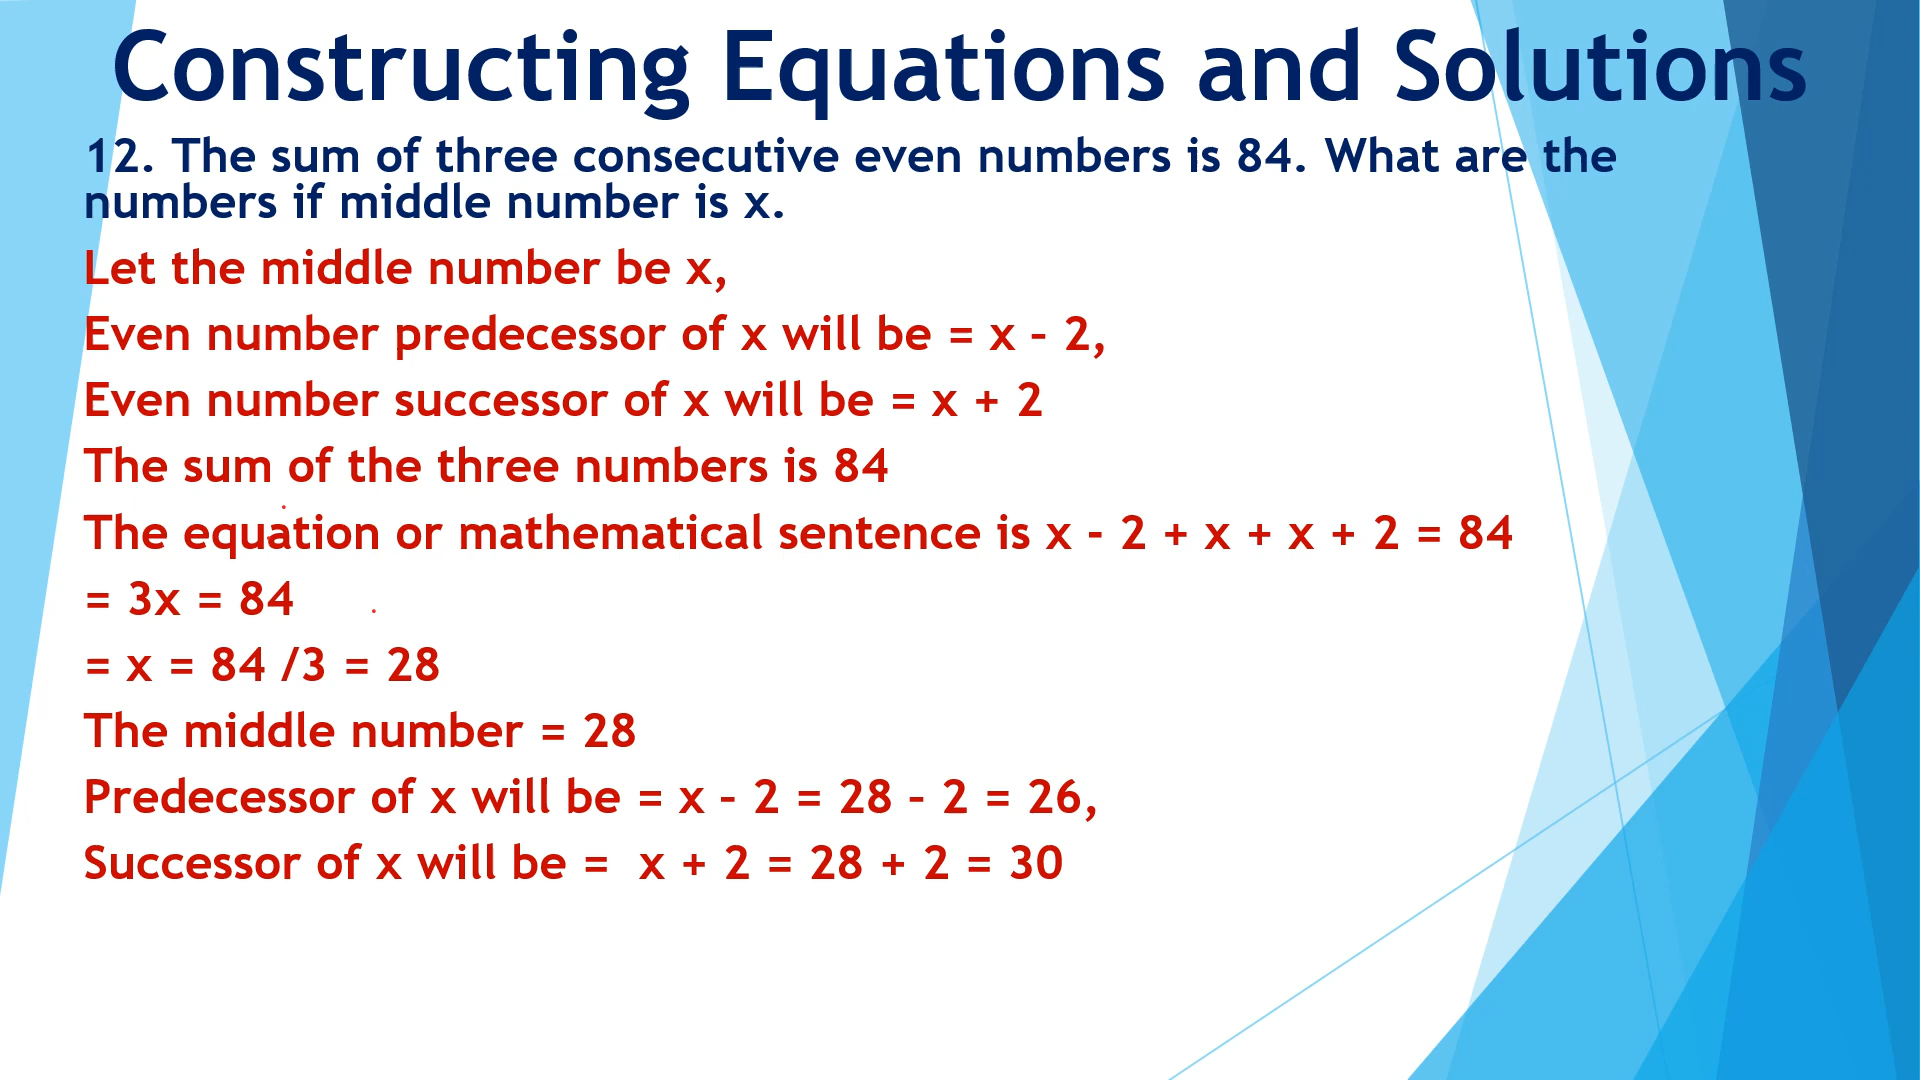 Constructing Equations and Solutions
12. The sum of three consecutive even numbers is 84. What are the
numbers if middle number is x.
Let the middle number be x,
Even number predecessor of x will be = x – 2,
Even number successor of x will be = x + 2
The sum of the three numbers is 84
The equation or mathematical sentence is x - 2 + x + x + 2 = 84
= 3x = 84
= x = 84 /3 = 28
The middle number = 28
Predecessor of x will be = x – 2 = 28 – 2 = 26,
Successor of x will be =  x + 2 = 28 + 2 = 30